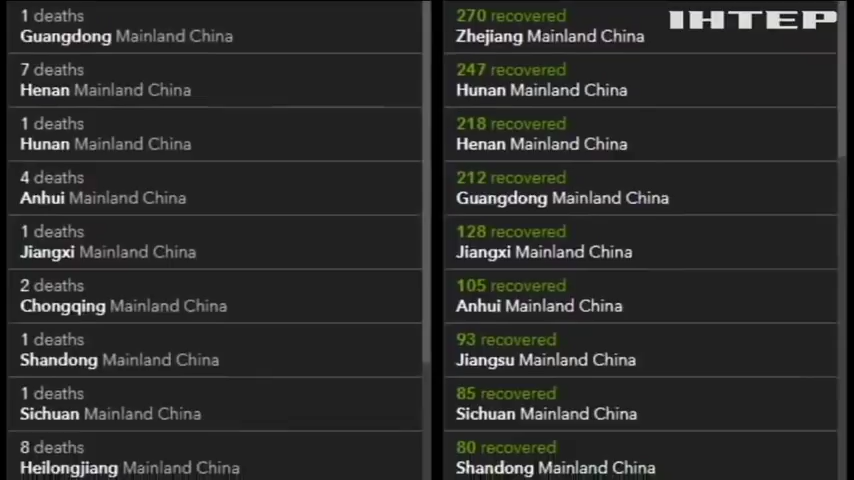 1 deaths
Guangdong Mainland China
7 deaths
Henan Mainland China
1 deaths
Hunan Mainland China
4 deaths
Anhui Mainland China
1 deaths
Jiangxi Mainland China
2 deaths
Chongqing Mainland China
1 deaths
Shandong Mainland China
1 deaths
Sichuan Mainland China
8 deaths
Heilongjiang Mainland China
ІНТЕР
270 recovered
Zhejiang Mainland China
247 recovered
Hunan Mainland China
218 recovered
Henan Mainland China
212 recovered
Guangdong Mainland China
128 recovered
Jiangxi Mainland China
105 recovered
Anhui Mainland China
93 recovered
Jiangsu Mainland China
85 recovered
Sichuan Mainland China
80 recovered
Shandong Mainland China